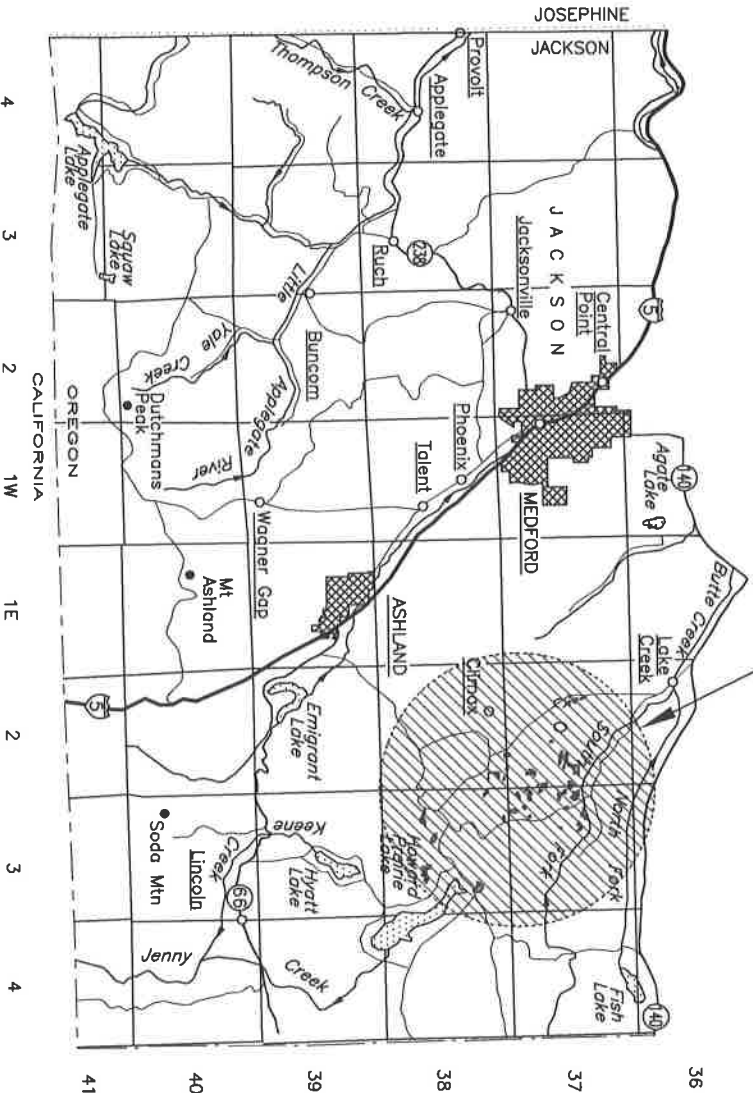 JOSEPHINE
JACKSON
Provolt
Thompson Creek
Applegate
Applegate
Lake
Squaw
Lake
Ruch
238
Little
Applegate
River
Buncom
Yale
Creek
Dutchmans
Peak
JACKSON
Jacksonville
Central
Point
5
Phoenix
Talent
MEDFORD
Agate
Lake
140
Wagner Gap
Mt
Ashland
ASHLAND
Butte Creek
Lake
Creek
Climax
South
Fork
North
Fork
Emigrant
Lake
5
Howard
Prairie
Lake
Keene
Creek
Hyatt
Lake
Soda Mtn
Lincoln
66
Jenny
Creek
Fish
Lake
140
OREGON
CALIFORNIA
4
3
2
1W
1E
2
3
4
41
40
39
38
37
36